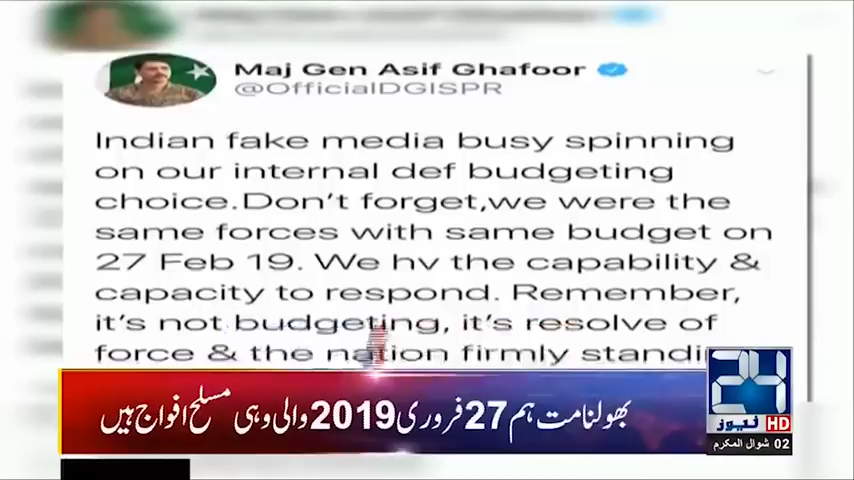 Maj Gen Asif Ghafoor
@OfficialDGISPR
Indian fake media busy spinning
on our internal def budgeting
choice.Don't forget,we were the
same forces with same budget on
27 Feb 19. We hv the capability &
capacity to respond. Remember,
it's not budgeting, it's resolve of
force & the nation firmly standi
بھولنا مت ہم 27 فروری 2019 والی وہی مسلح افواج ہیں
24
نیوز HD
02 شوال المکرم